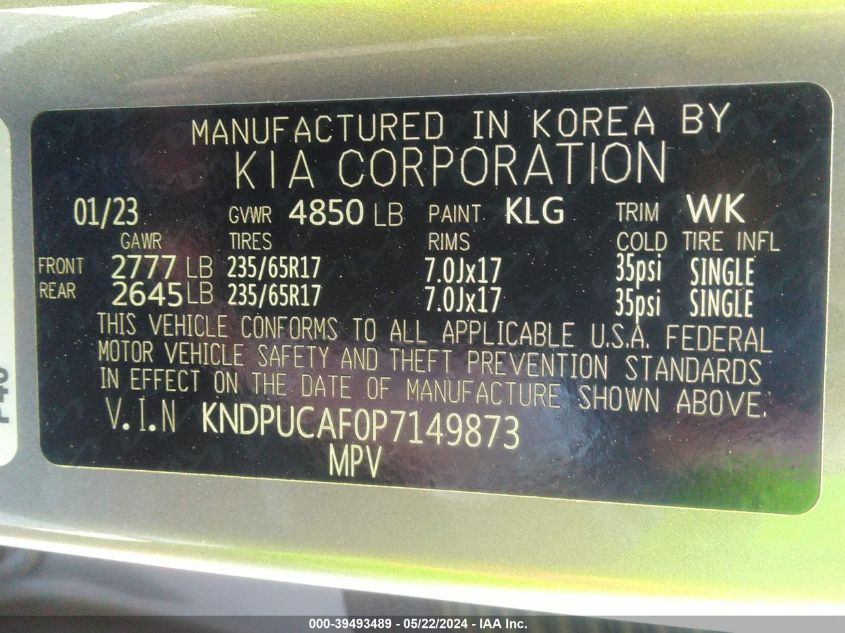 MANUFACTURED IN KOREA BY
KIA CORPORATION
01/23 GVWR 4850 LB PAINT KLG TRIM WK
GAWR TIRES RIMS COLD TIRE INFL
FRONT 2777 LB 235/65R17 7.0Jx17 35psi SINGLE
REAR 2645 LB 235/65R17 7.0Jx17 35psi SINGLE
THIS VEHICLE CONFORMS TO ALL APPLICABLE U.S.A. FEDERAL
MOTOR VEHICLE SAFETY AND THEFT PREVENTION STANDARDS
IN EFFECT ON THE DATE OF MANUFACTURE SHOWN ABOVE.
V.I.N KNDPUCAF0P7149873
MPV
000-39493489 - 05/22/2024 - IAA Inc.